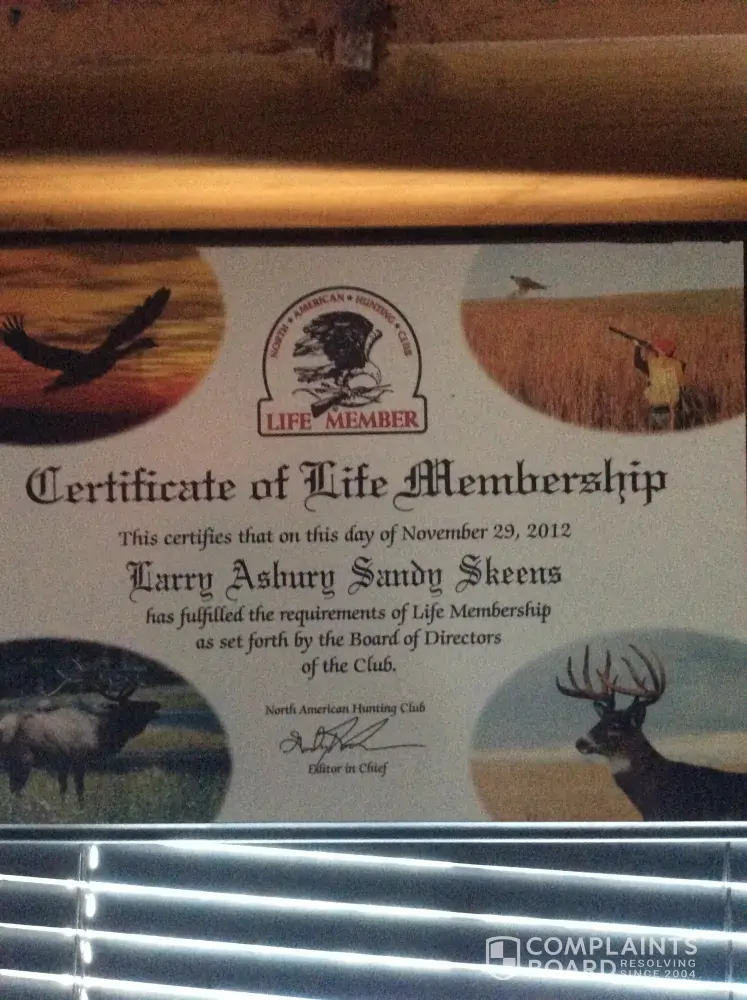 NORTH ★ AMERICAN ★ HUNTING ★ CLUB
LIFE MEMBER
Certificate of Life Membership
This certifies that on this day of November 29, 2012
Larry Asbury Sandy Skeens
has fulfilled the requirements of Life Membership
as set forth by the Board of Directors
of the Club.
North American Hunting Club
Editor in Chief
COMPLAINTS
BOARD RESOLVING
SINCE 2004